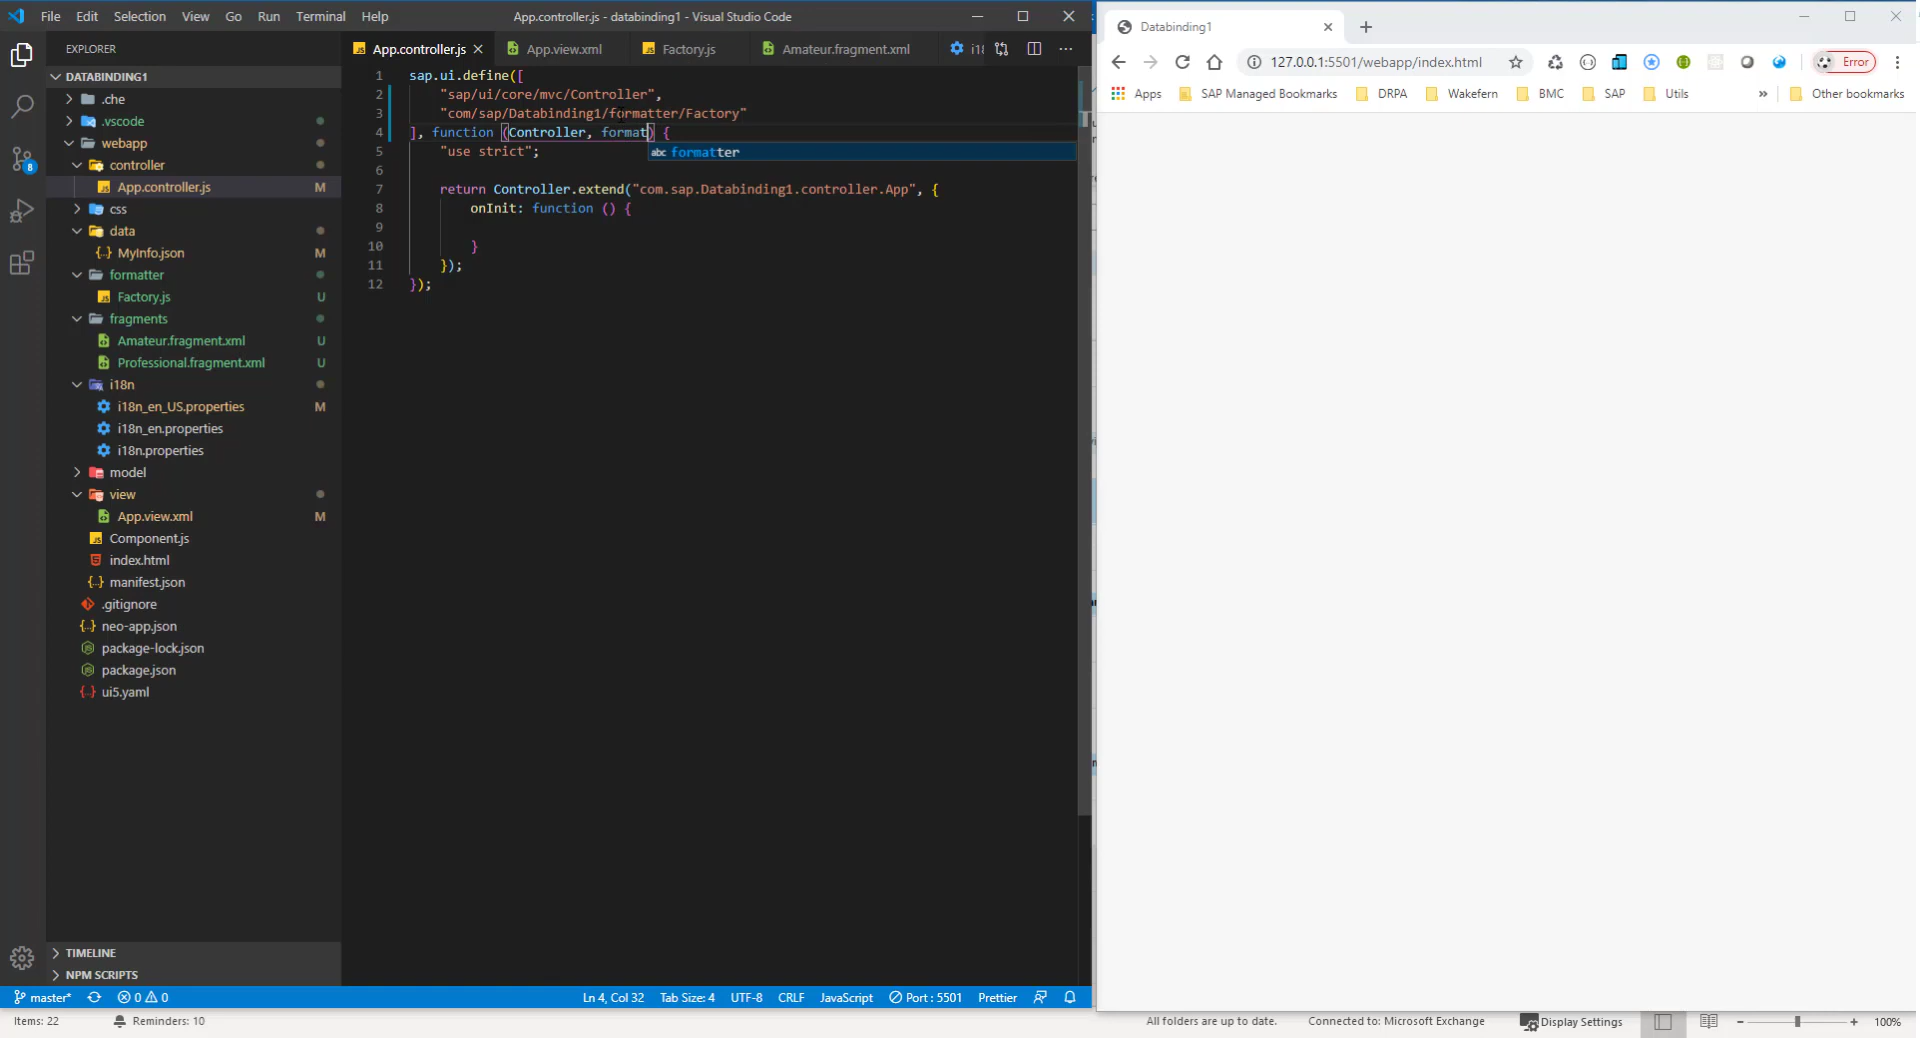 File Edit Selection View Go Run Terminal Help
App.controller.js - databinding1 - Visual Studio Code
EXPLORER
DATABINDING1
.che
.vscode
webapp
controller
App.controller.js M
css
data
MyInfo.json M
formatter
Factory.js U
fragments
Amateur.fragment.xml U
Professional.fragment.xml U
i18n
i18n_en_US.properties M
i18n_en.properties
i18n.properties
model
view
App.view.xml M
Component.js
index.html
manifest.json
.gitignore
neo-app.json
package-lock.json
package.json
ui5.yaml
TIMELINE
NPM SCRIPTS
8
App.controller.js App.view.xml Factory.js Amateur.fragment.xml
1 sap.ui.define([
2 "sap/ui/core/mvc/Controller",
3 "com/sap/Databinding1/formatter/Factory"
4 ], function (Controller, format) {
abc formatter
5 "use strict";
6
7 return Controller.extend("com.sap.Databinding1.controller.App", {
8 onInit: function () {
9
10 }
11 });
12 });
master* 0 0 Ln 4, Col 32 Tab Size: 4 UTF-8 CRLF JavaScript Port : 5501 Prettier
Databinding1
127.0.0.1:5501/webapp/index.html Error
Apps SAP Managed Bookmarks DRPA Wakefern BMC SAP Utils » Other bookmarks
Items: 22 Reminders: 10 All folders are up to date. Connected to: Microsoft Exchange Display Settings 100%